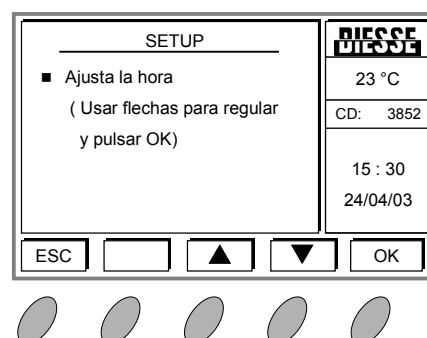 SETUP
■ Ajusta la hora
( Usar flechas para regular
y pulsar OK)
DIESSE
23 °C
CD: 3852
15 : 30
24/04/03
ESC ▲ ▼ OK